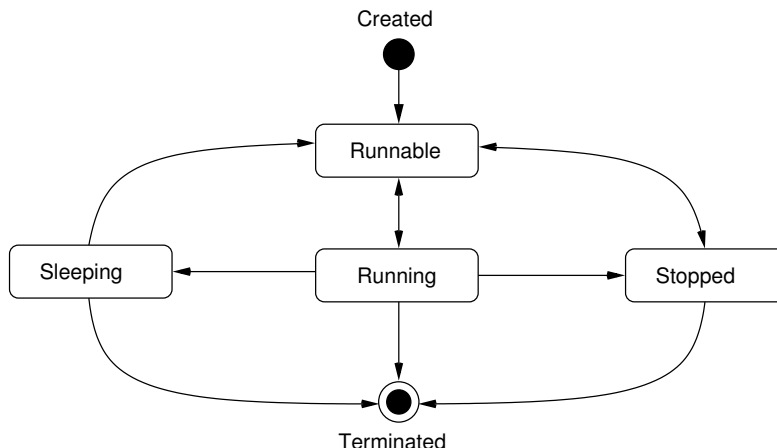 Created
Runnable
Sleeping
Running
Stopped
Terminated